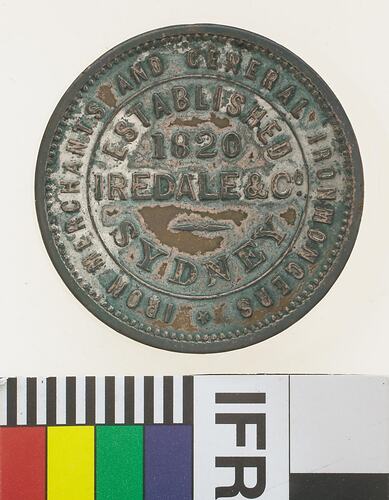 IRON MERCHANTS AND GENERAL IRONMONGERS
ESTABLISHED
1820
IREDALE & Co
SYDNEY
IFR